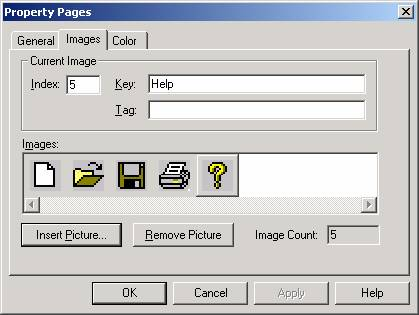 Property Pages
General Images Color
Current Image
Index: 5 Key: Help
Tag:
Images:
Insert Picture... Remove Picture Image Count: 5
OK Cancel Apply Help